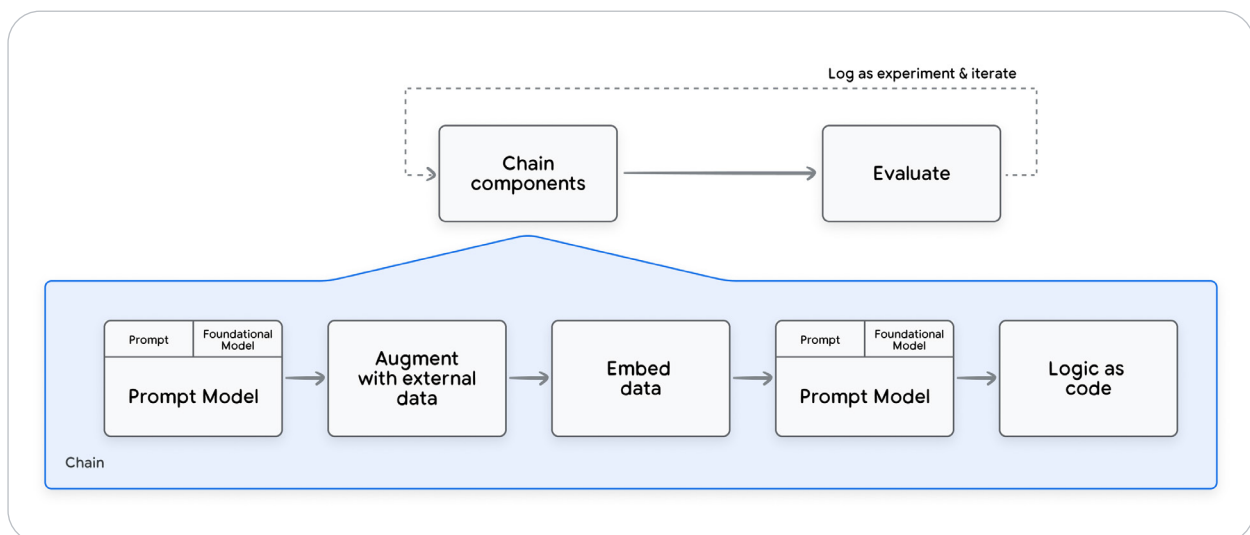 Log as experiment & iterate
Chain
components
Evaluate
Prompt
Foundational
Model
Prompt Model
Augment
with external
data
Embed
data
Prompt
Foundational
Model
Prompt Model
Logic as
code
Chain